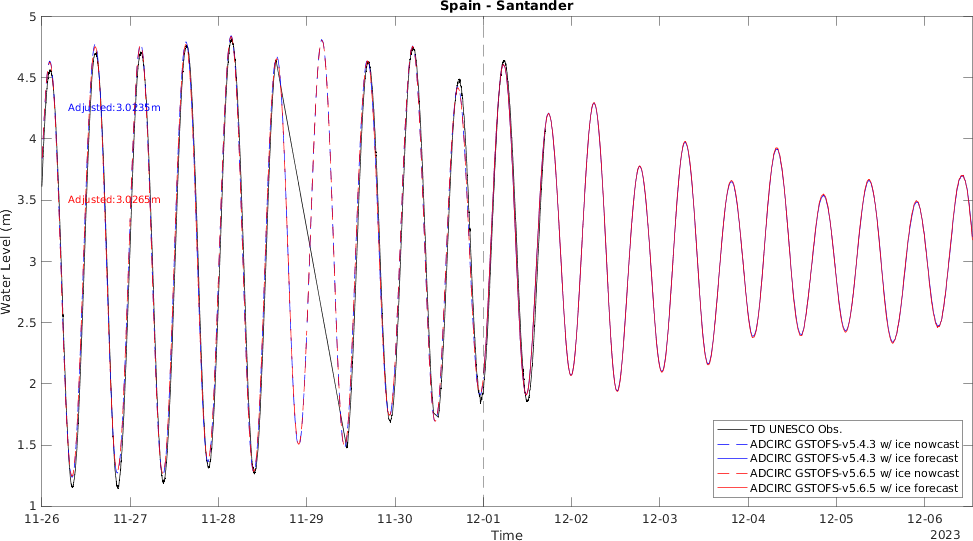 Spain - Santander
5
4.5
Adjusted:3.0235m
4
3.5
Adjusted:3.0265m
3
2.5
2
1.5
1
Water Level (m)
TD UNESCO Obs.
ADCIRC GSTOFS-v5.4.3 w/ ice nowcast
ADCIRC GSTOFS-v5.4.3 w/ ice forecast
ADCIRC GSTOFS-v5.6.5 w/ ice nowcast
ADCIRC GSTOFS-v5.6.5 w/ ice forecast
11-26 11-27 11-28 11-29 11-30 12-01 12-02 12-03 12-04 12-05 12-06
Time
2023